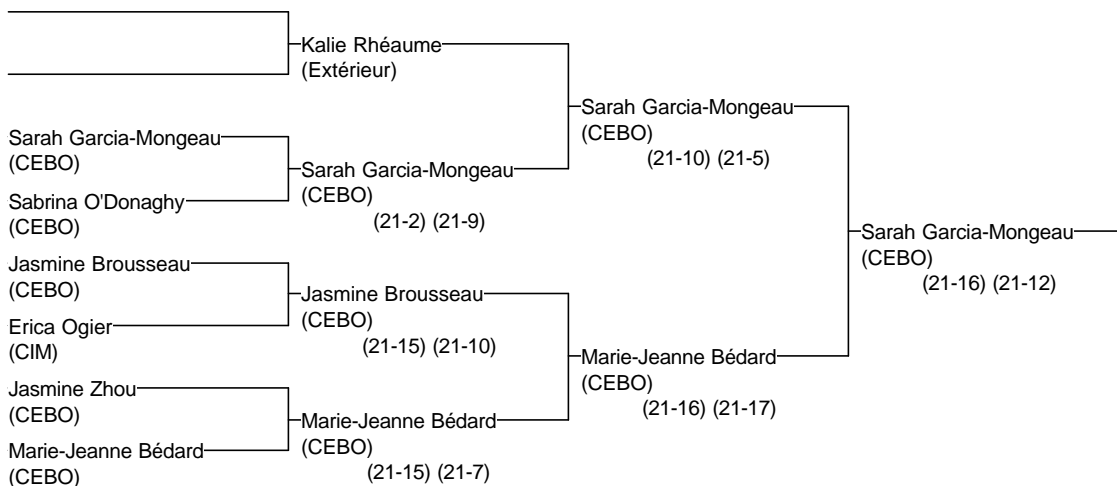 Kalie Rhéaume
(Extérieur)
Sarah Garcia-Mongeau
(CEBO)
(21-10) (21-5)
Sarah Garcia-Mongeau
(CEBO)
Sarah Garcia-Mongeau
(CEBO)
(21-2) (21-9)
Sabrina O'Donaghy
(CEBO)
Sarah Garcia-Mongeau
(CEBO)
(21-16) (21-12)
Jasmine Brousseau
(CEBO)
Jasmine Brousseau
(CEBO)
(21-15) (21-10)
Erica Ogier
(CIM)
Marie-Jeanne Bédard
(CEBO)
(21-16) (21-17)
Jasmine Zhou
(CEBO)
Marie-Jeanne Bédard
(CEBO)
(21-15) (21-7)
Marie-Jeanne Bédard
(CEBO)